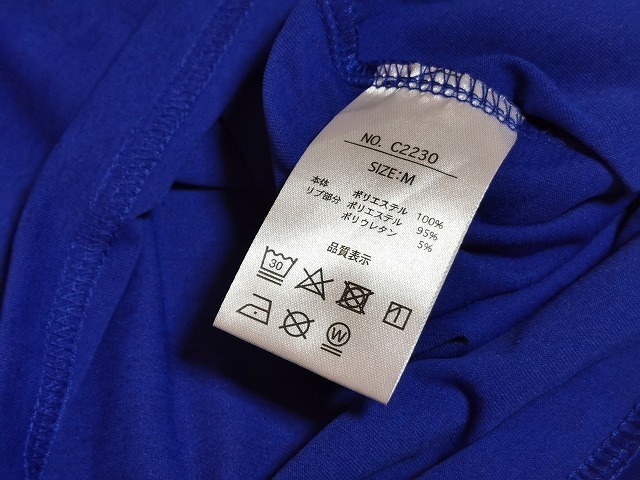 NO. C2230
SIZE:M
本体 ポリエステル 100%
リブ部分 ポリエステル 95%
ポリウレタン 5%
品質表示
30
W